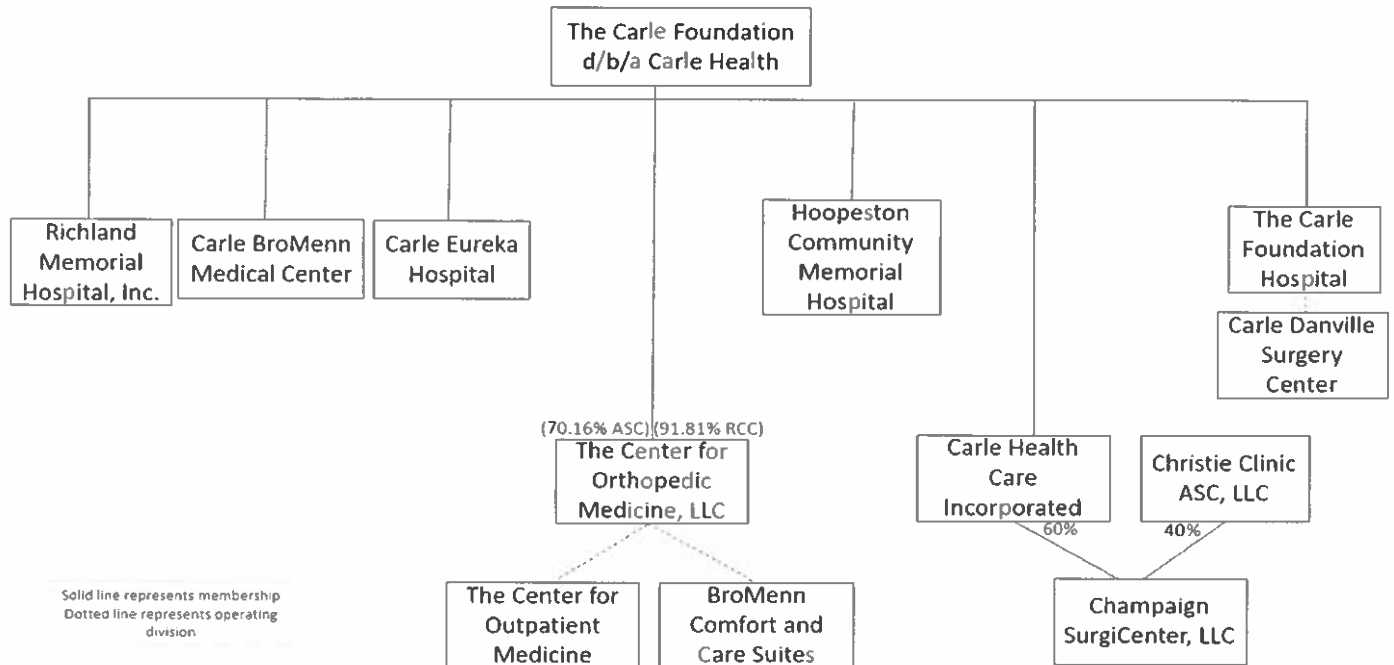 The Carle Foundation
d/b/a Carle Health
Richland
Memorial
Hospital, Inc.
Carle BroMenn
Medical Center
Carle Eureka
Hospital
Hoopeston
Community
Memorial
Hospital
The Carle
Foundation
Hospital
Carle Danville
Surgery
Center
(70.16% ASC) (91.81% RCC)
The Center for
Orthopedic
Medicine, LLC
Carle Health
Care
Incorporated
Christie Clinic
ASC, LLC
60%
40%
The Center for
Outpatient
Medicine
BroMenn
Comfort and
Care Suites
Champaign
SurgiCenter, LLC
Solid line represents membership
Dotted line represents operating
division